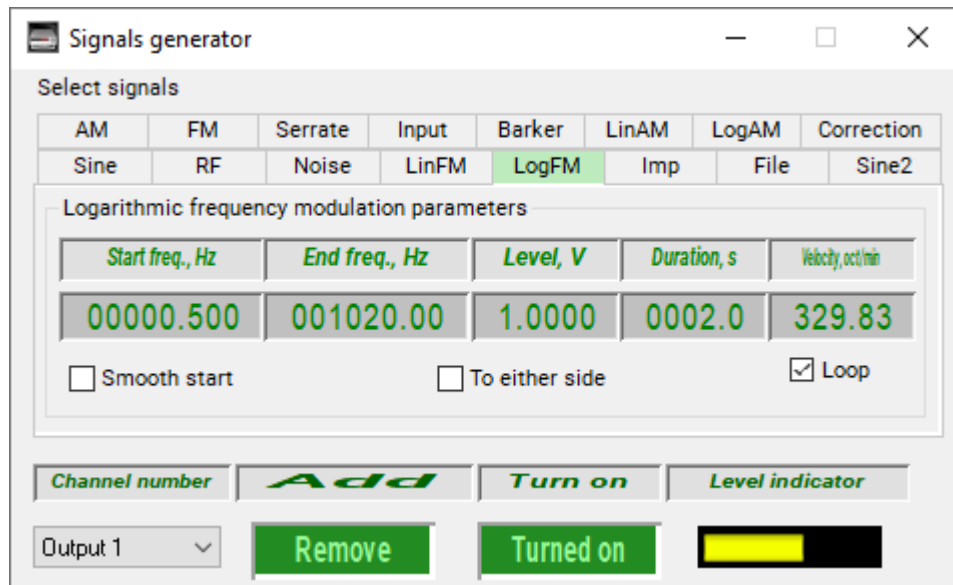 Signals generator
Select signals
AM FM Serrate Input Barker LinAM LogAM Correction
Sine RF Noise LinFM LogFM Imp File Sine2
Logarithmic frequency modulation parameters
Start freq., Hz End freq., Hz Level, V Duration, s Velocity, oct/min
00000.500 001020.00 1.0000 0002.0 329.83
Smooth start To either side Loop
Channel number Add Turn on Level indicator
Output 1 Remove Turned on